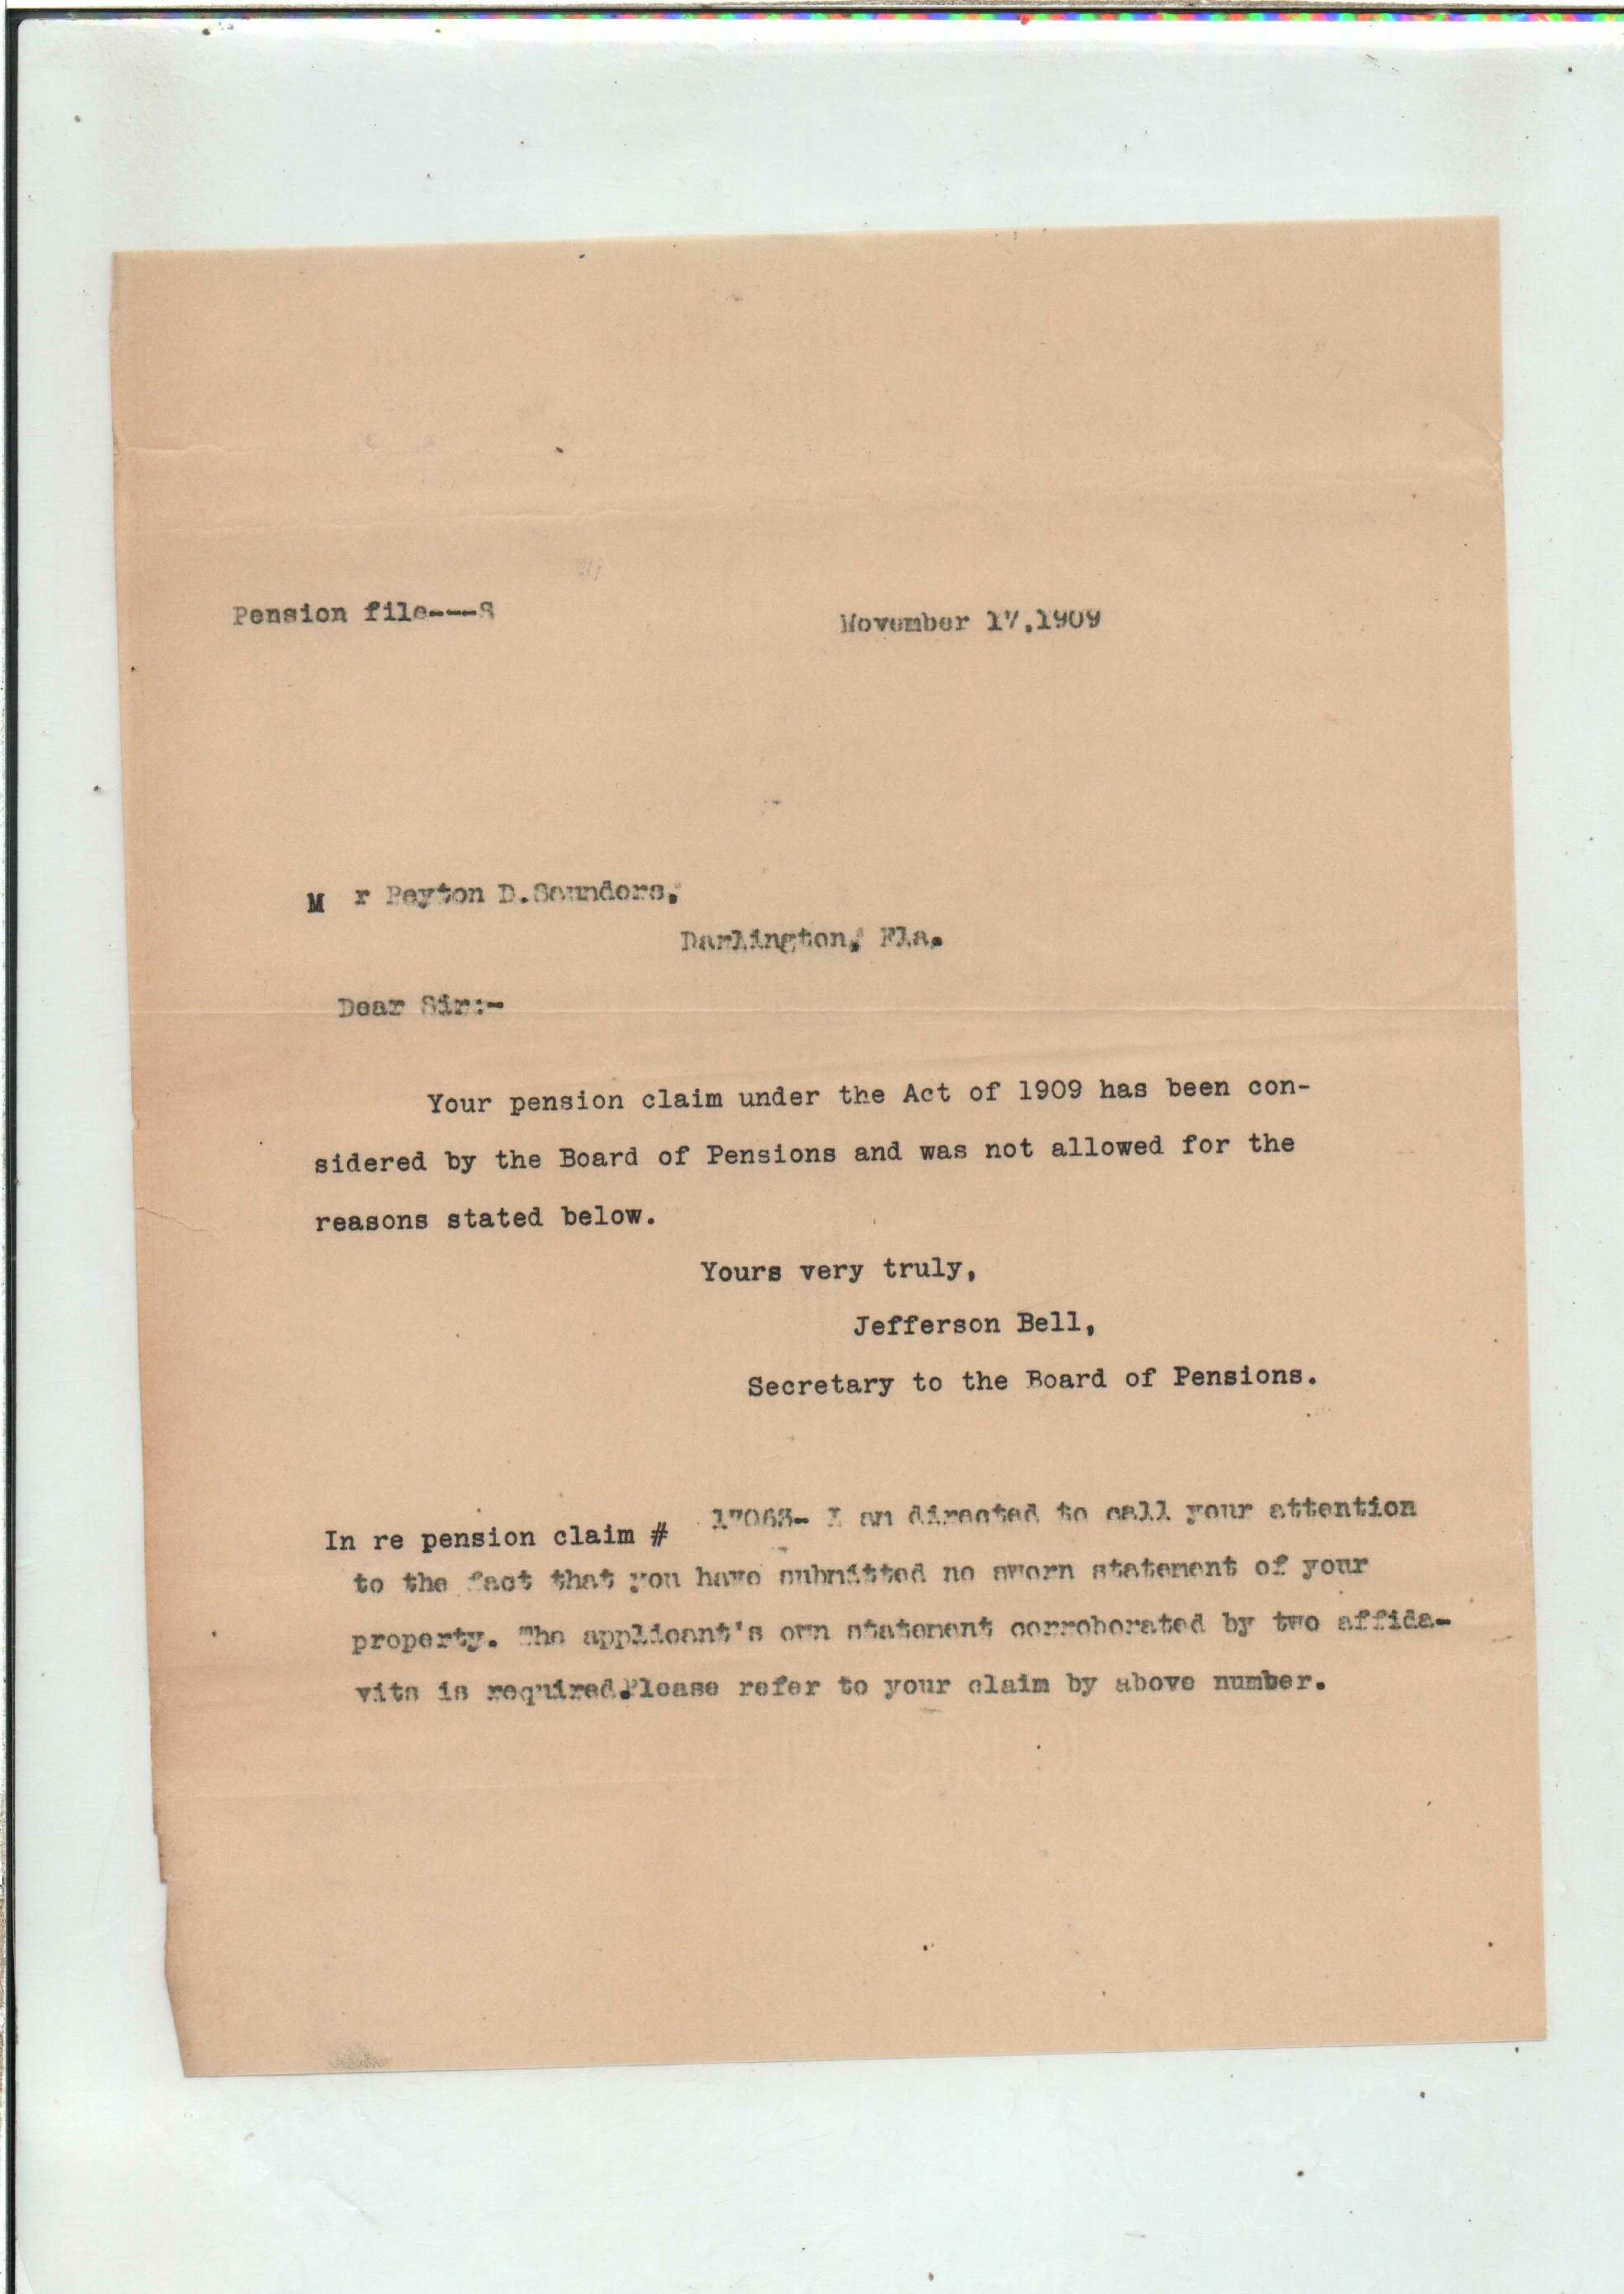 Pension file---S
November 17,1909
M r Peyton D.Saunders,
Darlington, Fla.
Dear Sir:-
Your pension claim under the Act of 1909 has been con-
sidered by the Board of Pensions and was not allowed for the
reasons stated below.
Yours very truly,
Jefferson Bell,
Secretary to the Board of Pensions.
In re pension claim # 17063- I am directed to call your attention
to the fact that you have submitted no sworn statement of your
property. The applicant's own statement corroborated by two affida-
vits is required.Please refer to your claim by above number.